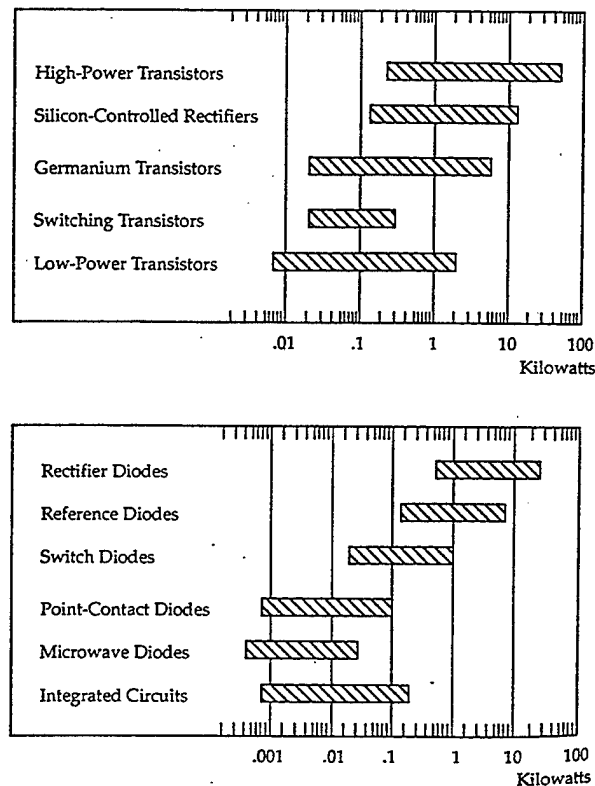 High-Power Transistors
Silicon-Controlled Rectifiers
Germanium Transistors
Switching Transistors
Low-Power Transistors
.01 .1 1 10 100
Kilowatts
Rectifier Diodes
Reference Diodes
Switch Diodes
Point-Contact Diodes
Microwave Diodes
Integrated Circuits
.001 .01 .1 1 10 100
Kilowatts